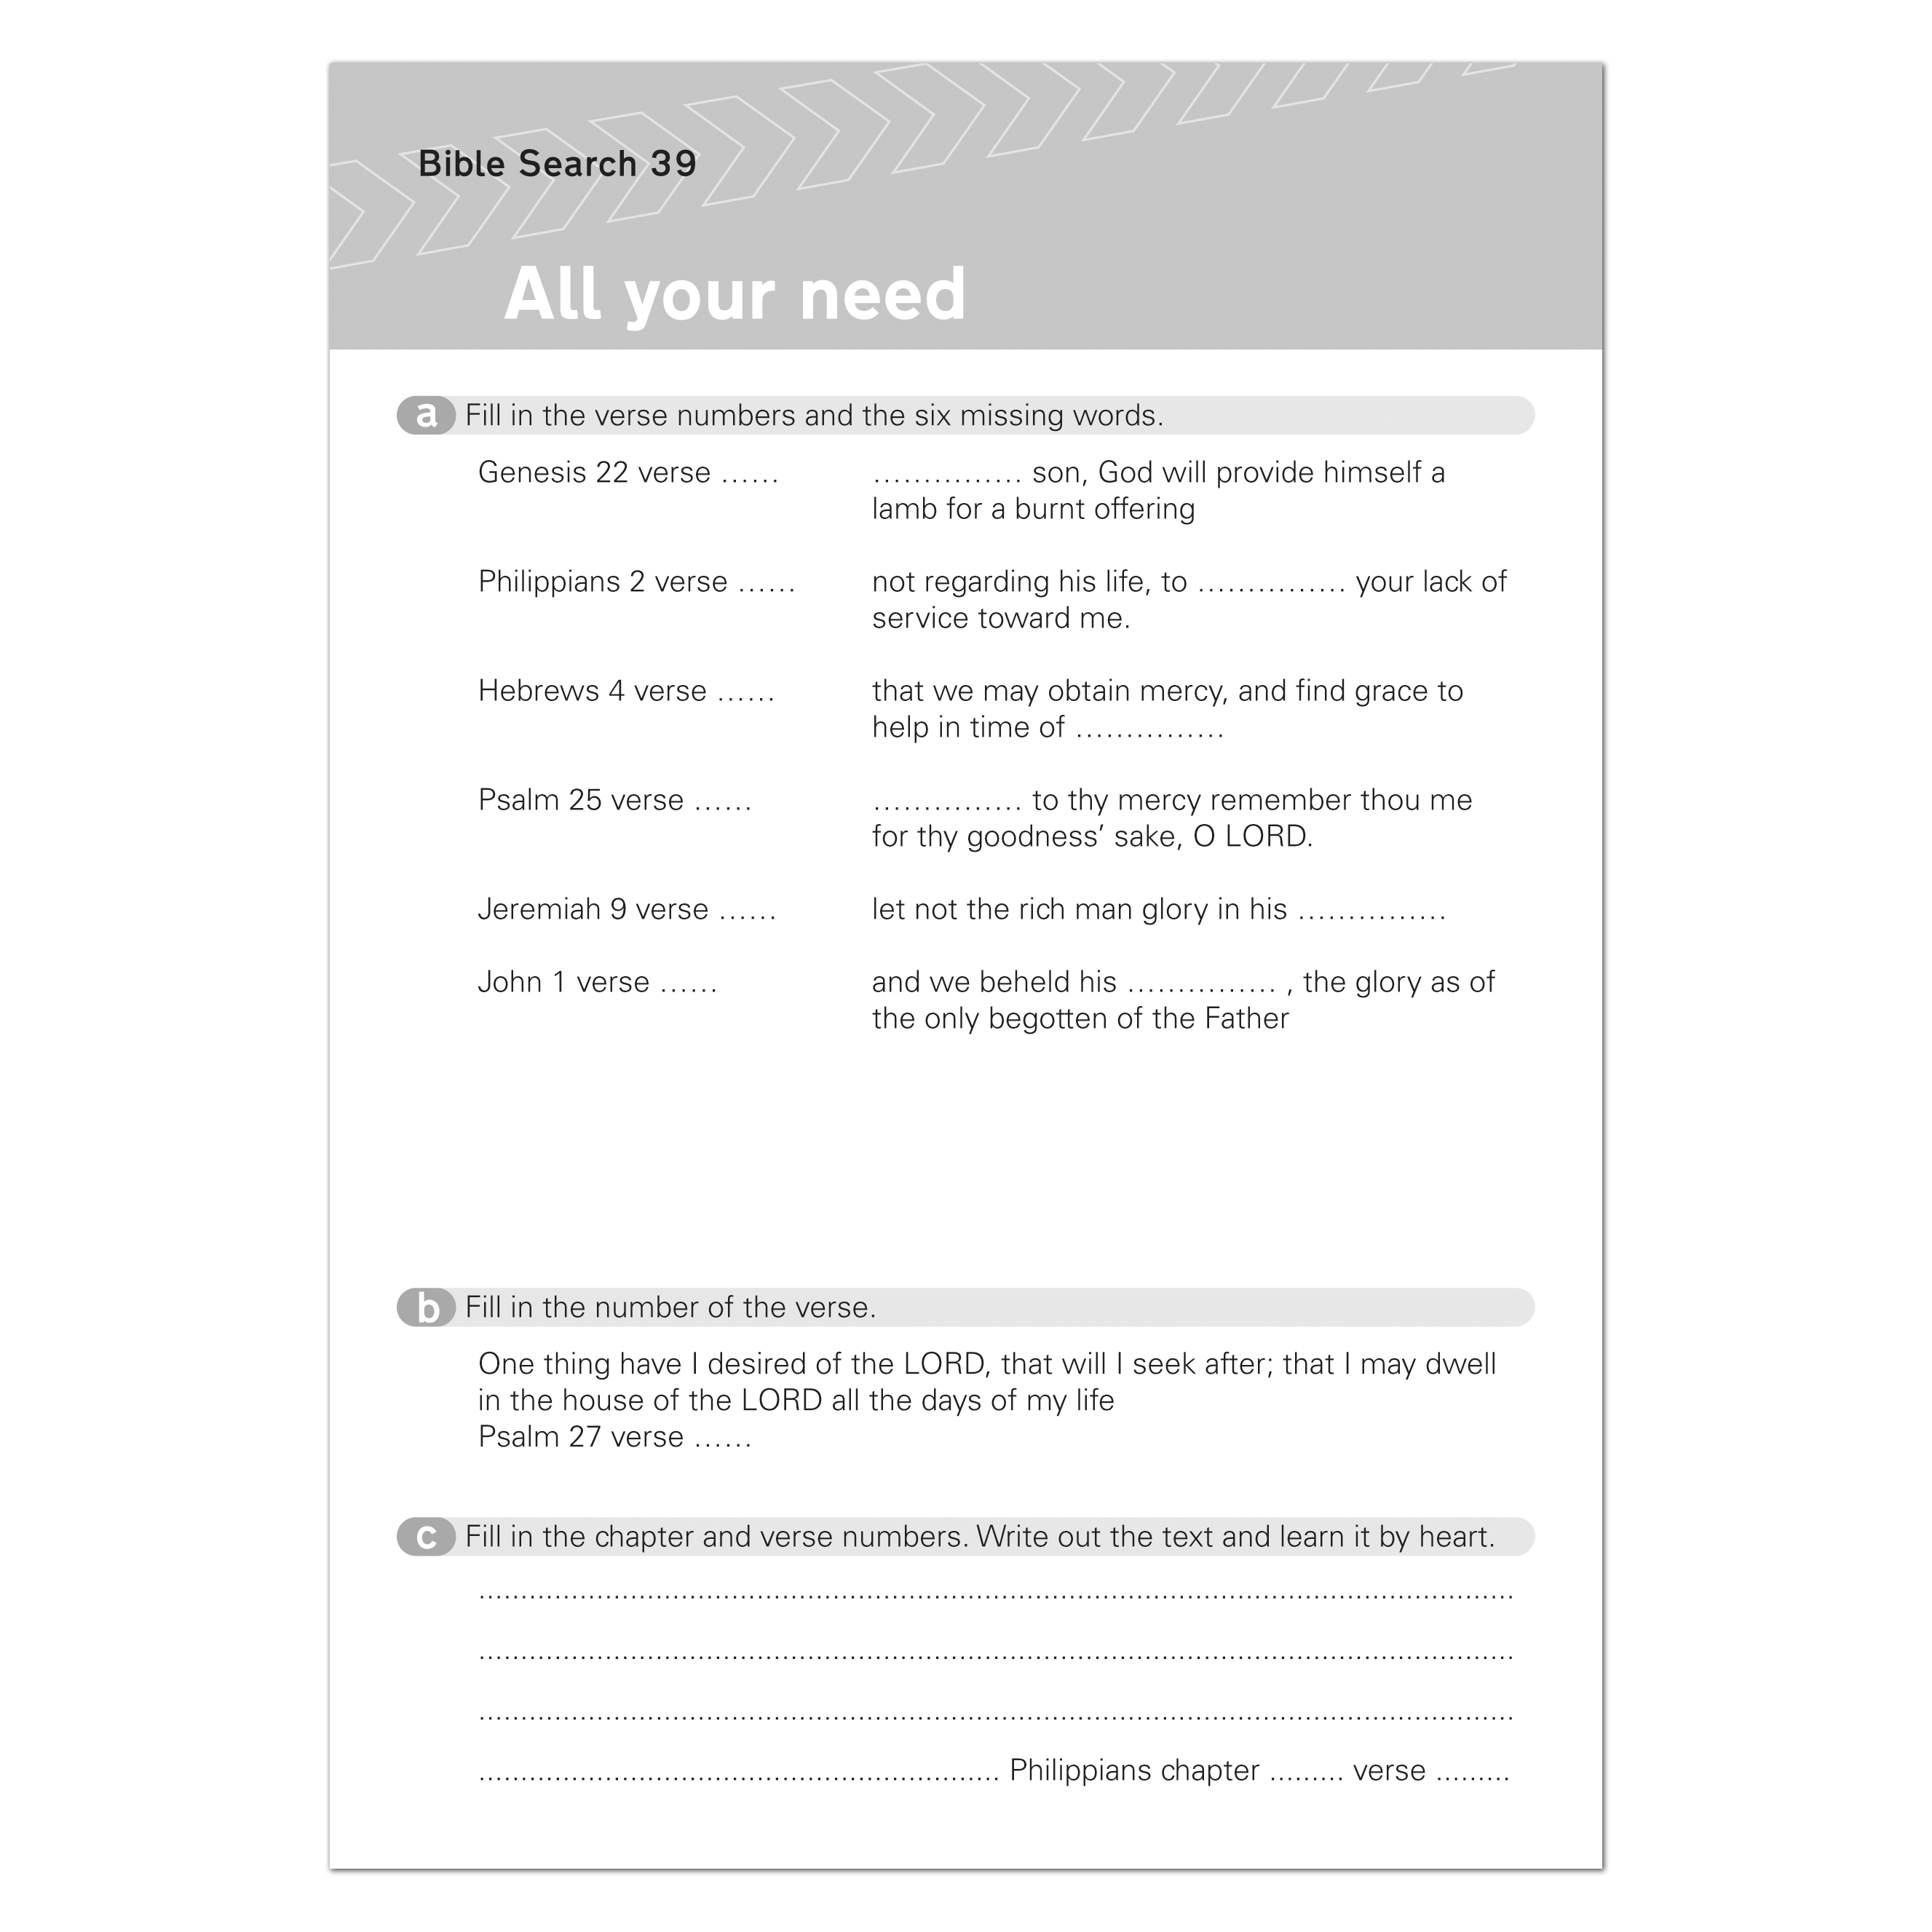 Bible Search 39
All your need
a Fill in the verse numbers and the six missing words.
Genesis 22 verse ...... ............... son, God will provide himself a
lamb for a burnt offering
Philippians 2 verse ...... not regarding his life, to ............... your lack of
service toward me.
Hebrews 4 verse ...... that we may obtain mercy, and find grace to
help in time of ...............
Psalm 25 verse ...... ............... to thy mercy remember thou me
for thy goodness’ sake, O LORD.
Jeremiah 9 verse ...... let not the rich man glory in his ...............
John 1 verse ...... and we beheld his ............... , the glory as of
the only begotten of the Father
b Fill in the number of the verse.
One thing have I desired of the LORD, that will I seek after; that I may dwell
in the house of the LORD all the days of my life
Psalm 27 verse ......
c Fill in the chapter and verse numbers. Write out the text and learn it by heart.
Philippians chapter ......... verse .........